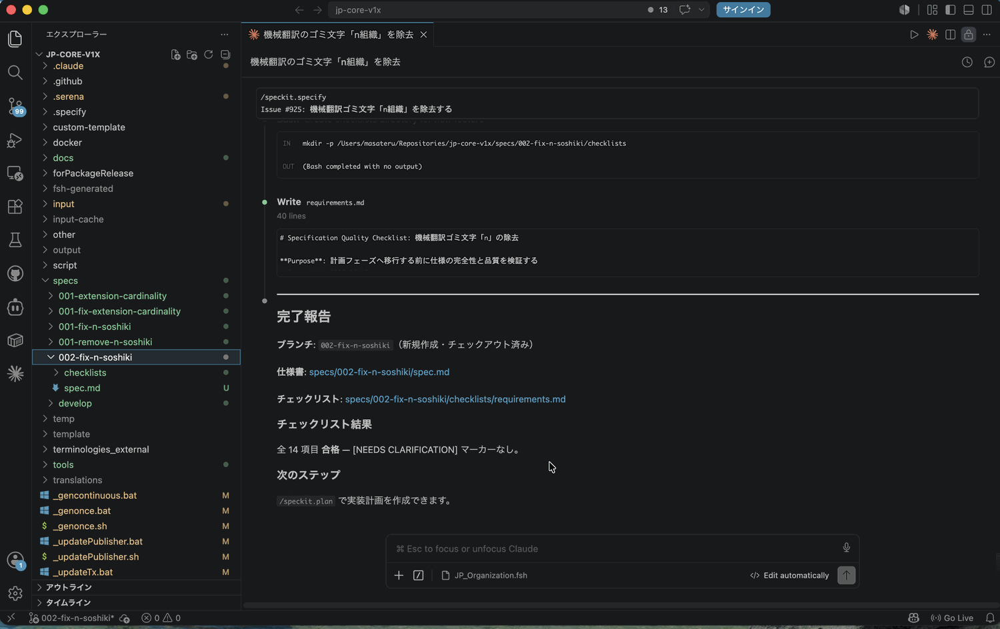 jp-core-v1x
13
サインイン
エクスプローラー
JP-CORE-V1X
.claude
.github
.serena
99
.specify
custom-template
docker
docs
forPackageRelease
fsh-generated
input
input-cache
other
output
script
specs
001-extension-cardinality
001-fix-extension-cardinality
001-fix-n-soshiki
001-remove-n-soshiki
002-fix-n-soshiki
checklists
spec.md U
develop
temp
template
terminologies_external
tools
translations
_gencontinuous.bat M
_genonce.bat M
_genonce.sh M
_updatePublisher.bat M
_updatePublisher.sh M
1
_updateTx.bat M
アウトライン
タイムライン
機械翻訳のゴミ文字「n組織」を除去
機械翻訳のゴミ文字「n組織」を除去
/speckit.specify
Issue #925: 機械翻訳ゴミ文字「n組織」を除去する
IN mkdir -p /Users/masateru/Repositories/jp-core-v1x/specs/002-fix-n-soshiki/checklists
OUT (Bash completed with no output)
Write requirements.md
40 lines
# Specification Quality Checklist: 機械翻訳ゴミ文字「n」の除去
**Purpose**: 計画フェーズへ移行する前に仕様の完全性と品質を検証する
完了報告
ブランチ: 002-fix-n-soshiki（新規作成・チェックアウト済み）
仕様書: specs/002-fix-n-soshiki/spec.md
チェックリスト: specs/002-fix-n-soshiki/checklists/requirements.md
チェックリスト結果
全 14 項目 合格 — [NEEDS CLARIFICATION] マーカーなし。
次のステップ
/speckit.plan で実装計画を作成できます。
⌘ Esc to focus or unfocus Claude
JP_Organization.fsh
</> Edit automatically
002-fix-n-soshiki*
0 0
Go Live